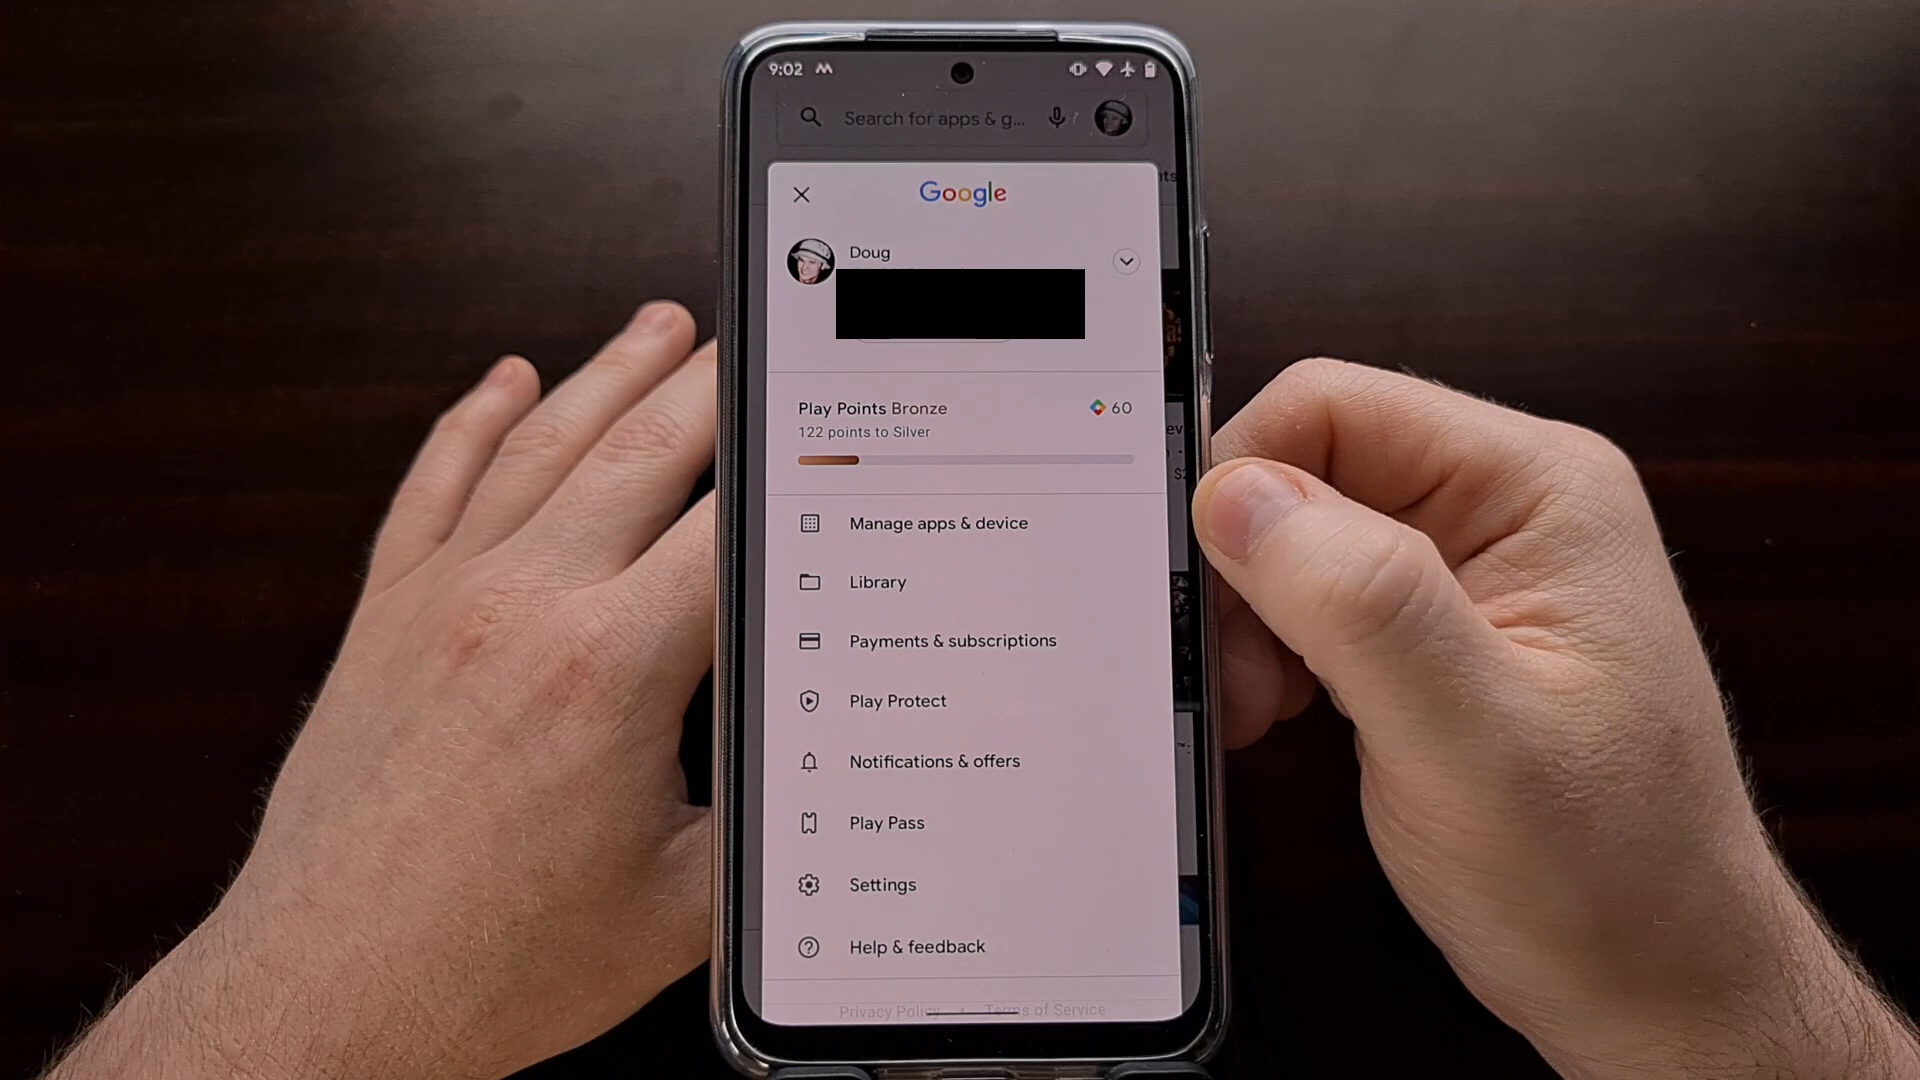 9:02
Search for apps & g...
Google
Doug
Play Points Bronze
60
122 points to Silver
Manage apps & device
Library
Payments & subscriptions
Play Protect
Notifications & offers
Play Pass
Settings
Help & feedback
Privacy Policy • Terms of Service